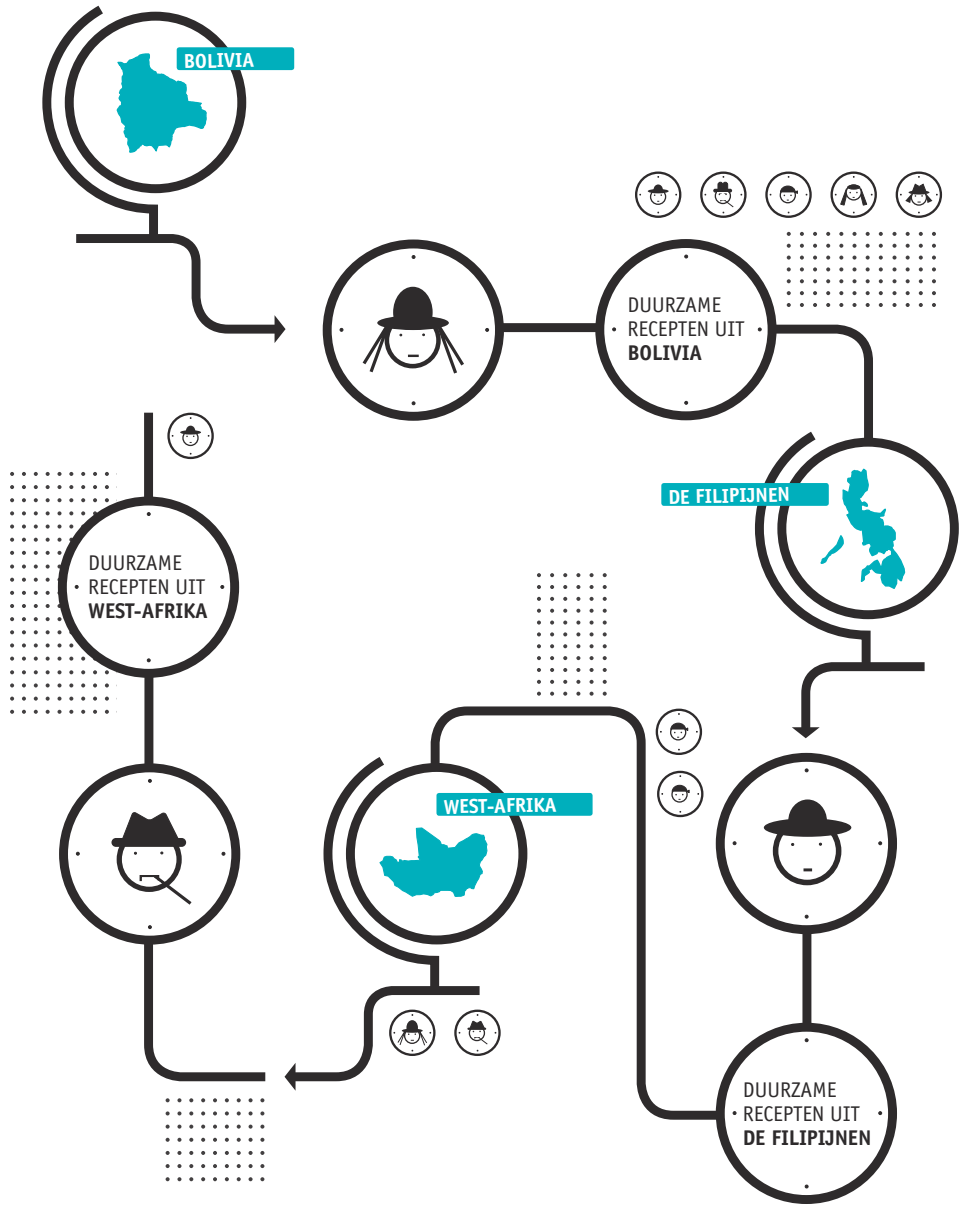 BOLIVIA
DUURZAME
RECEPTEN UIT
BOLIVIA
DE FILIPIJNEN
DUURZAME
RECEPTEN UIT
WEST-AFRIKA
WEST-AFRIKA
DUURZAME
RECEPTEN UIT
DE FILIPIJNEN